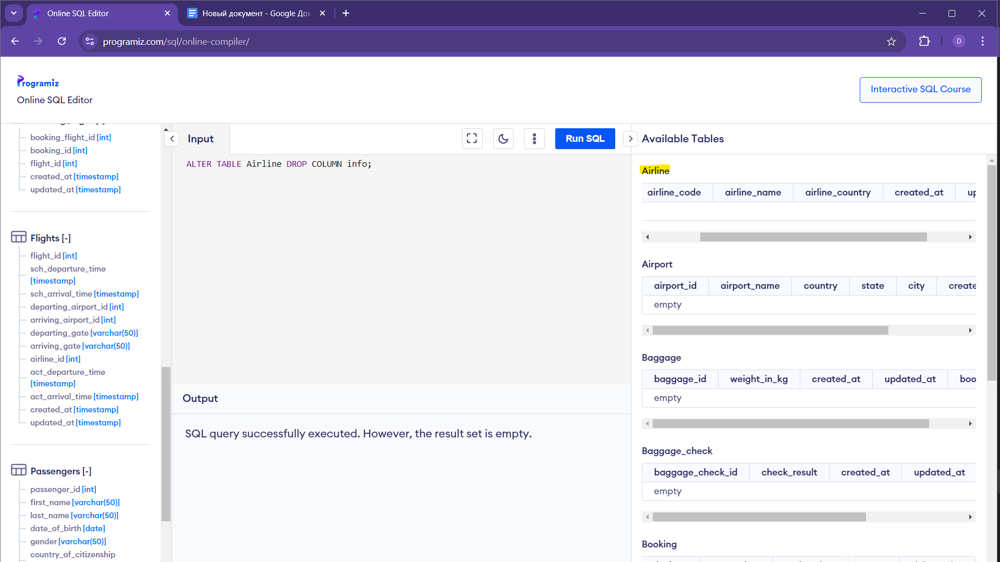 Online SQL Editor
Новый документ - Google Док
programiz.com/sql/online-compiler/
D
Programiz
Online SQL Editor
Interactive SQL Course
booking_flight_id [int]
booking_id [int]
flight_id [int]
created_at [timestamp]
updated_at [timestamp]
Flights [-]
flight_id [int]
sch_departure_time
[timestamp]
sch_arrival_time [timestamp]
departing_airport_id [int]
arriving_airport_id [int]
departing_gate [varchar(50)]
arriving_gate [varchar(50)]
airline_id [int]
act_departure_time
[timestamp]
act_arrival_time [timestamp]
created_at [timestamp]
updated_at [timestamp]
Passengers [-]
passenger_id [int]
first_name [varchar(50)]
last_name [varchar(50)]
date_of_birth [date]
gender [varchar(50)]
country_of_citizenship
Input
Run SQL
ALTER TABLE Airline DROP COLUMN info;
Output
SQL query successfully executed. However, the result set is empty.
Available Tables
Airline
airline_code airline_name airline_country created_at up
Airport
airport_id airport_name country state city create
empty
Baggage
baggage_id weight_in_kg created_at updated_at boo
empty
Baggage_check
baggage_check_id check_result created_at updated_at
empty
Booking